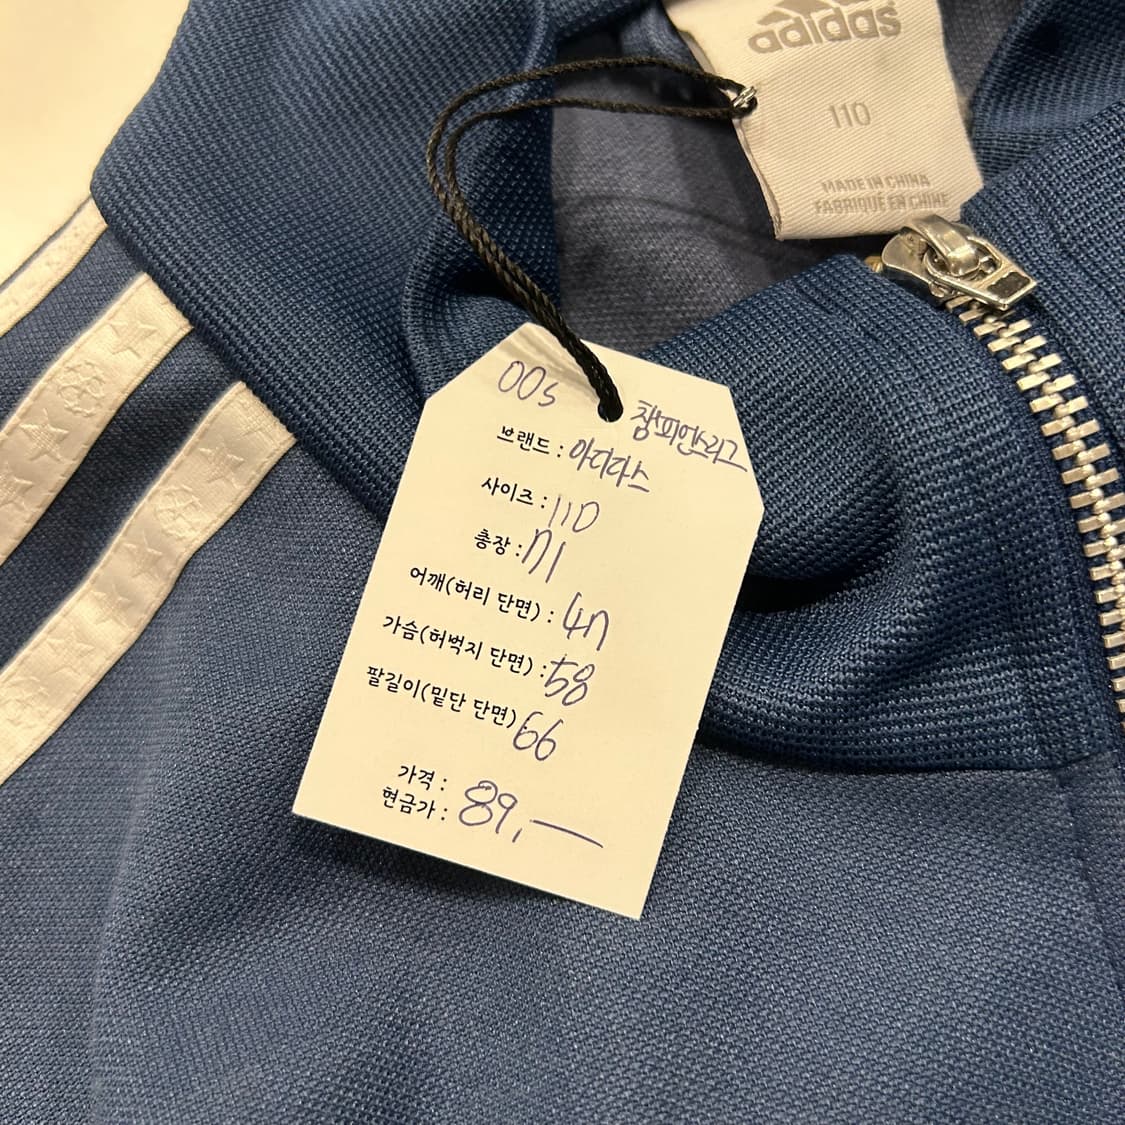 adidas
110
MADE IN CHINA
FABRIQUE EN CHINE
00s 챔피언스리그
브랜드 : 아디다스
사이즈 : 110
총장 : 71
어깨(허리 단면) : 47
가슴(허벅지 단면) : 58
팔길이(밑단 단면) 66
가격 :
현금가 : 89,—